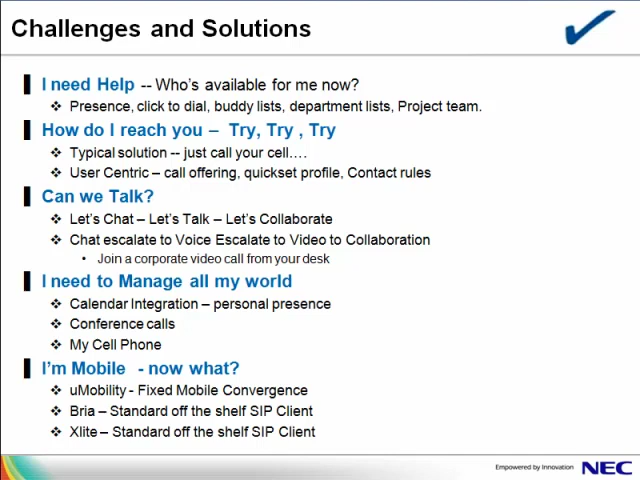 Challenges and Solutions
I need Help -- Who's available for me now?
Presence, click to dial, buddy lists, department lists, Project team.
How do I reach you – Try, Try , Try
Typical solution -- just call your cell….
User Centric – call offering, quickset profile, Contact rules
Can we Talk?
Let's Chat – Let's Talk – Let's Collaborate
Chat escalate to Voice Escalate to Video to Collaboration
Join a corporate video call from your desk
I need to Manage all my world
Calendar Integration – personal presence
Conference calls
My Cell Phone
I'm Mobile - now what?
uMobility - Fixed Mobile Convergence
Bria – Standard off the shelf SIP Client
Xlite – Standard off the shelf SIP Client
Empowered by Innovation NEC